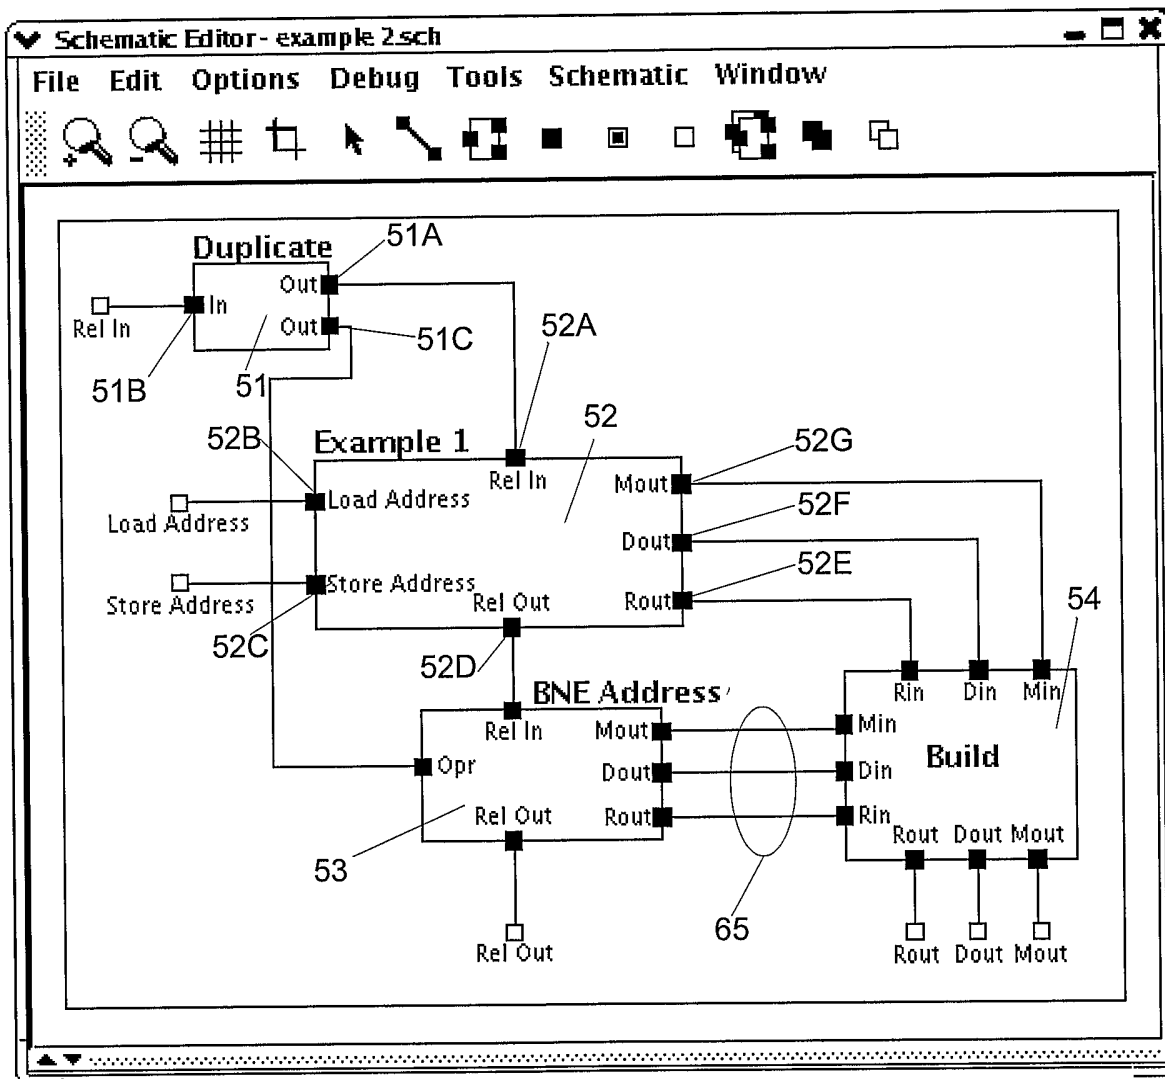 Schematic Editor - example 2.sch
File Edit Options Debug Tools Schematic Window
Duplicate
51A
Out
In
Rel In
Out
51C
52A
51B
51
52
52B
Example 1
52G
Rel In
Mout
Load Address
Load Address
52F
Dout
52E
Store Address
Rel Out
Rout
Store Address
54
52C
52D
BNE Address
Rin Din Min
Rel In
Mout
Min
Build
Opr
Dout
Din
Rel Out
Rout
Rin
Rout Dout Mout
53
65
Rel Out
Rout Dout Mout